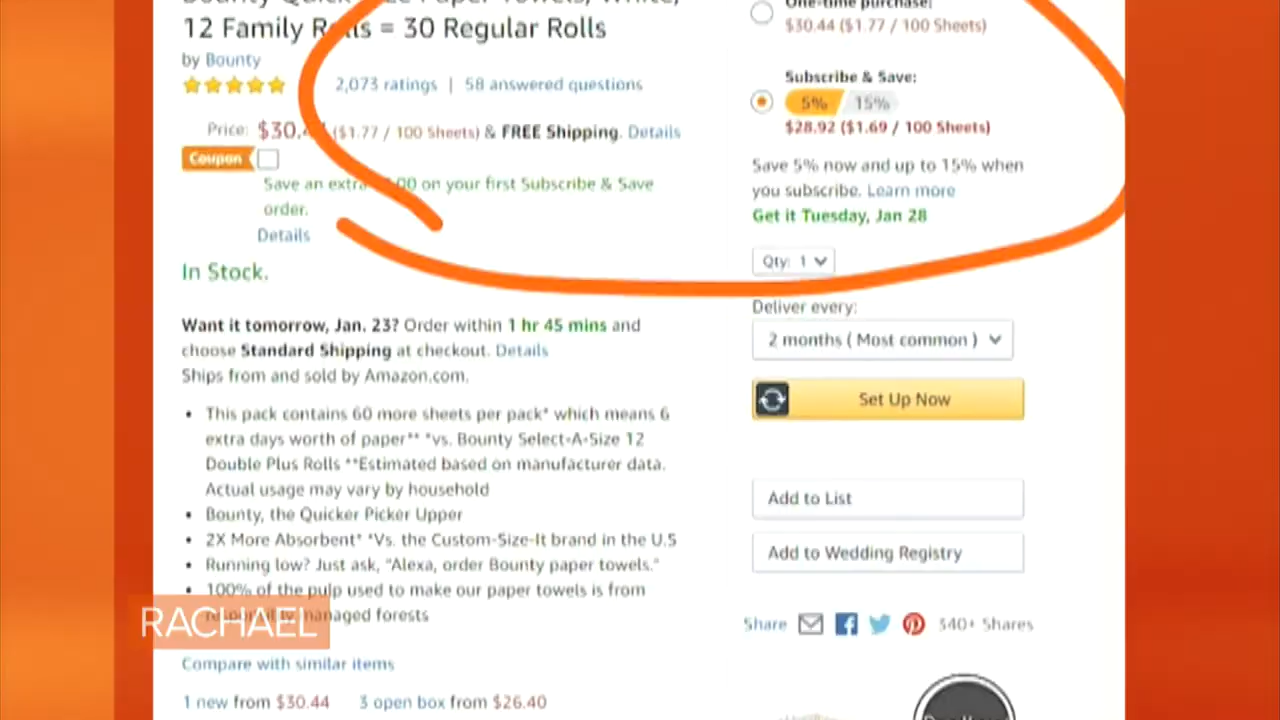 12 Family Rolls = 30 Regular Rolls
by Bounty
2,073 ratings | 58 answered questions
Price: $30.4 ($1.77 / 100 Sheets) & FREE Shipping. Details
Coupon
Save an extra .00 on your first Subscribe & Save
order.
Details
In Stock.
Want it tomorrow, Jan. 23? Order within 1 hr 45 mins and
choose Standard Shipping at checkout. Details
Ships from and sold by Amazon.com.
• This pack contains 60 more sheets per pack* which means 6
extra days worth of paper** *vs. Bounty Select-A-Size 12
Double Plus Rolls **Estimated based on manufacturer data.
Actual usage may vary by household
• Bounty, the Quicker Picker Upper
• 2X More Absorbent* *Vs. the Custom-Size-It brand in the U.S
• Running low? Just ask, "Alexa, order Bounty paper towels."
• 100% of the pulp used to make our paper towels is from
managed forests
Compare with similar items
1 new from $30.44 3 open box from $26.40
One-time purchase:
$30.44 ($1.77 / 100 Sheets)
Subscribe & Save:
5% 15%
$28.92 ($1.69 / 100 Sheets)
Save 5% now and up to 15% when
you subscribe. Learn more
Get it Tuesday, Jan 28
Qty: 1
Deliver every:
2 months ( Most common )
Set Up Now
Add to List
Add to Wedding Registry
Share 340+ Shares
RACHAEL